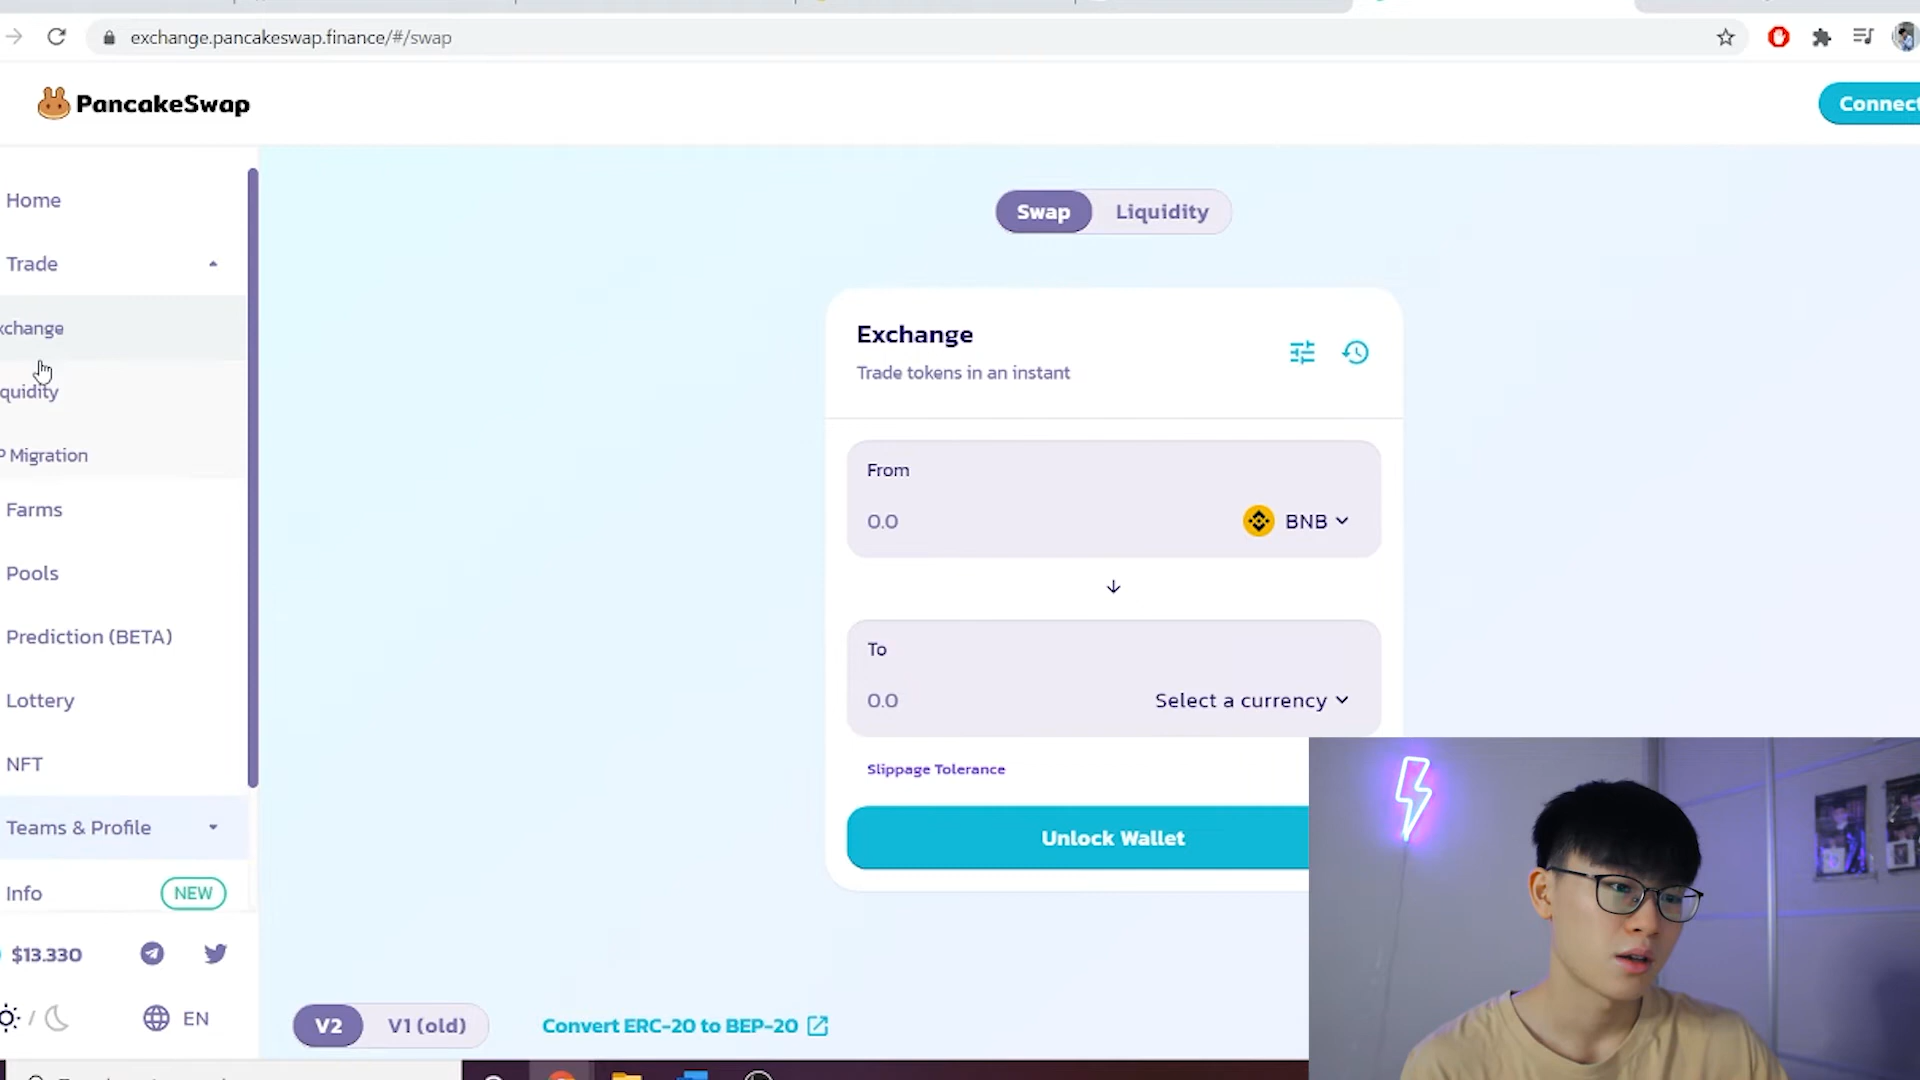 exchange.pancakeswap.finance/#/swap
PancakeSwap
Connect
Home
Trade
xchange
quidity
P Migration
Farms
Pools
Prediction (BETA)
Lottery
NFT
Teams & Profile
Info
NEW
$13.330
/
EN
Swap
Liquidity
Exchange
Trade tokens in an instant
From
0.0
BNB
To
0.0
Select a currency
Slippage Tolerance
Unlock Wallet
V2
V1 (old)
Convert ERC-20 to BEP-20